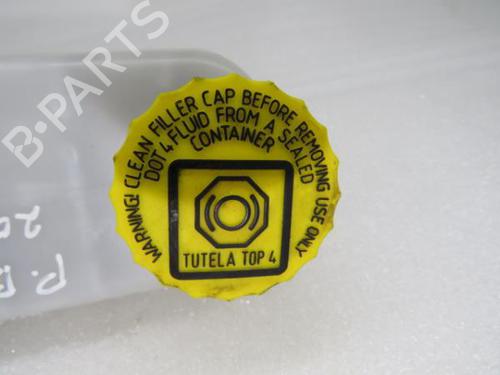 B-PARTS
WARNING! CLEAN FILLER CAP BEFORE REMOVING USE ONLY
DOT 4 FLUID FROM A SEALED
CONTAINER
TUTELA TOP 4